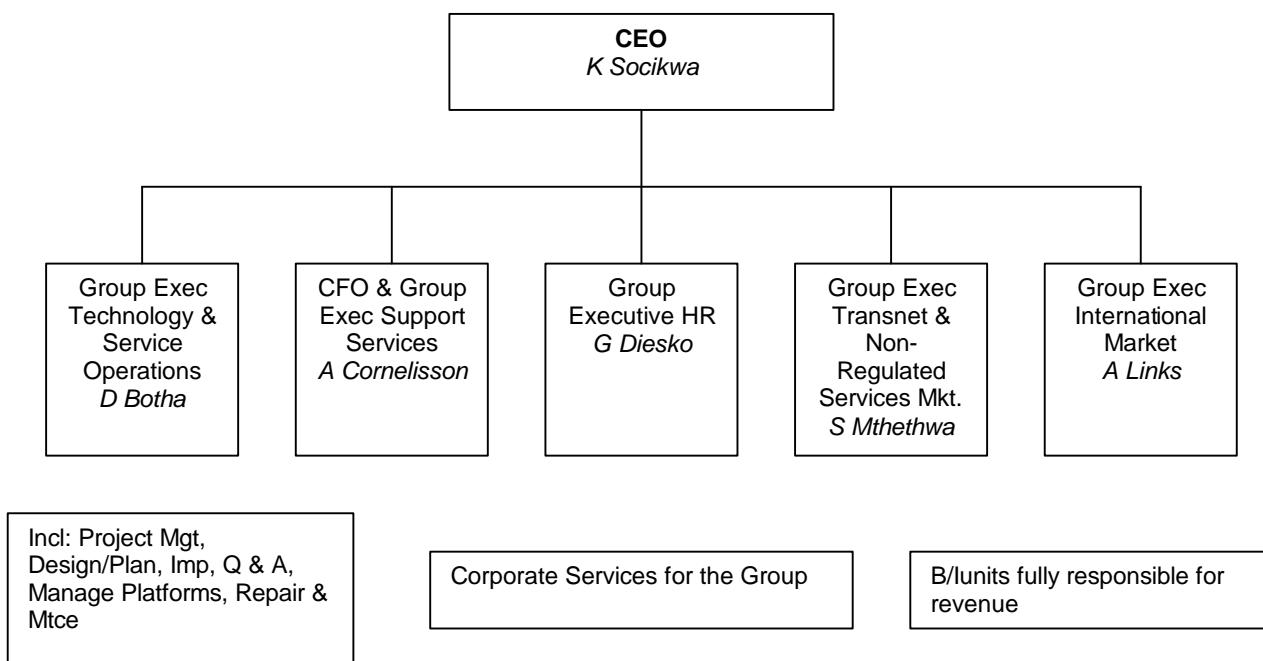 CEO
K Socikwa
Group Exec
Technology &
Service
Operations
D Botha
CFO & Group
Exec Support
Services
A Cornelisson
Group
Executive HR
G Diesko
Group Exec
Transnet &
Non-
Regulated
Services Mkt.
S Mthethwa
Group Exec
International
Market
A Links
Incl: Project Mgt,
Design/Plan, Imp, Q & A,
Manage Platforms, Repair &
Mtce
Corporate Services for the Group
B/lunits fully responsible for
revenue